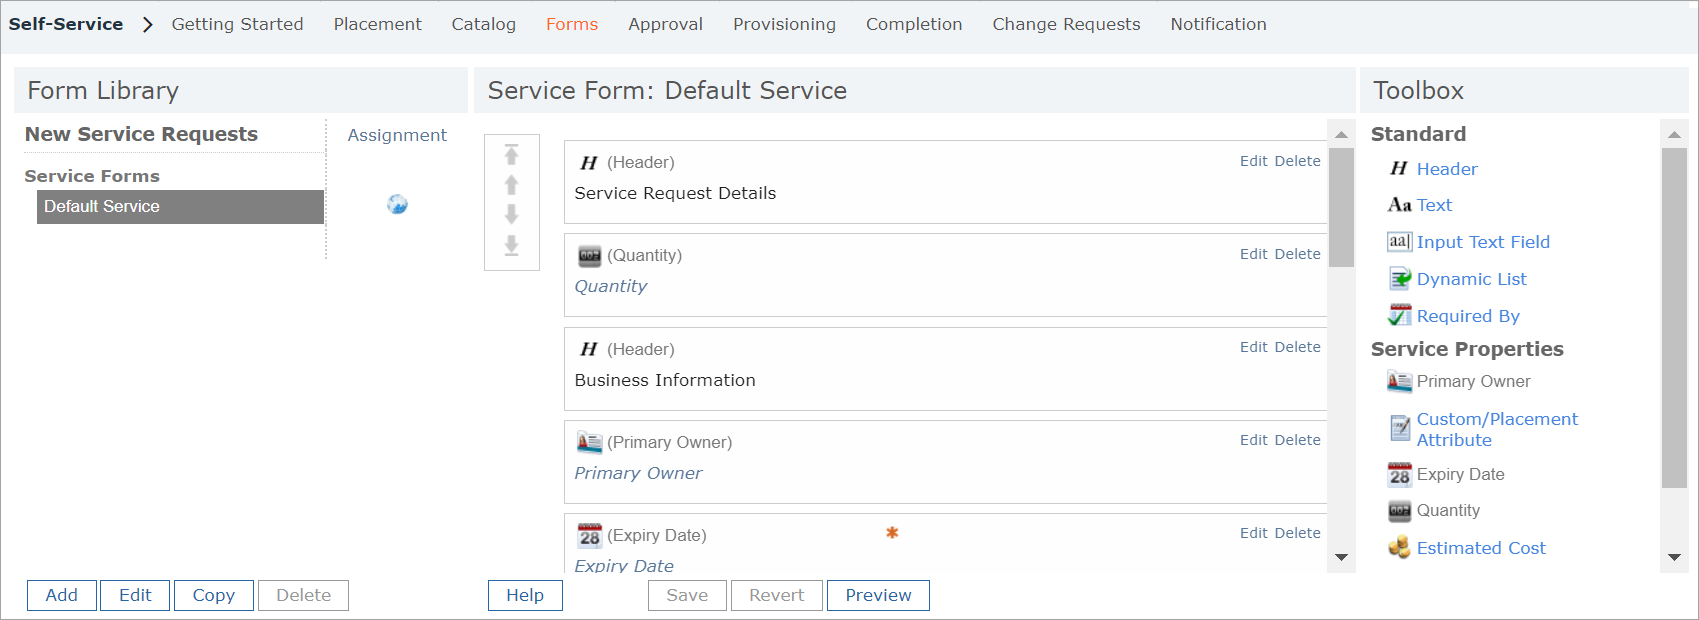 Self-Service Getting Started Placement Catalog Forms Approval Provisioning Completion Change Requests Notification
Form Library
New Service Requests Assignment
Service Forms
Default Service
Add Edit Copy Delete
Service Form: Default Service
H (Header) Edit Delete
Service Request Details
002 (Quantity) Edit Delete
Quantity
H (Header) Edit Delete
Business Information
(Primary Owner) Edit Delete
Primary Owner
28 (Expiry Date) * Edit Delete
Expiry Date
Help Save Revert Preview
Toolbox
Standard
H Header
Aa Text
aa| Input Text Field
Dynamic List
Required By
Service Properties
Primary Owner
Custom/Placement
Attribute
28 Expiry Date
002 Quantity
Estimated Cost